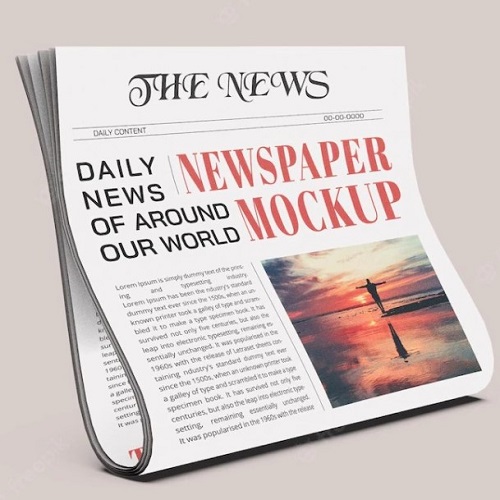 THE NEWS
DAILY CONTENT
00-00-0000
DAILY
NEWS
OF AROUND
OUR WORLD
NEWSPAPER
MOCKUP
Lorem Ipsum is simply dummy text of the print-
ing and typesetting industry.
Lorem Ipsum has been the industry's standard
dummy text ever since the 1500s, when an un-
known printer took a galley of type and scram-
bled it to make a type specimen book. It has
survived not only five centuries, but also the
leap into electronic typesetting, remaining es-
sentially unchanged. It was popularised in the
1960s with the release of Letraset sheets con-
taining industry's standard dummy text ever
since the 1500s, when an unknown printer took
a galley of type and scrambled it to make a type
specimen book. It has survived not only five
centuries, but also the leap into electronic type-
setting, remaining essentially unchanged.
It was popularised in the 1960s with the release